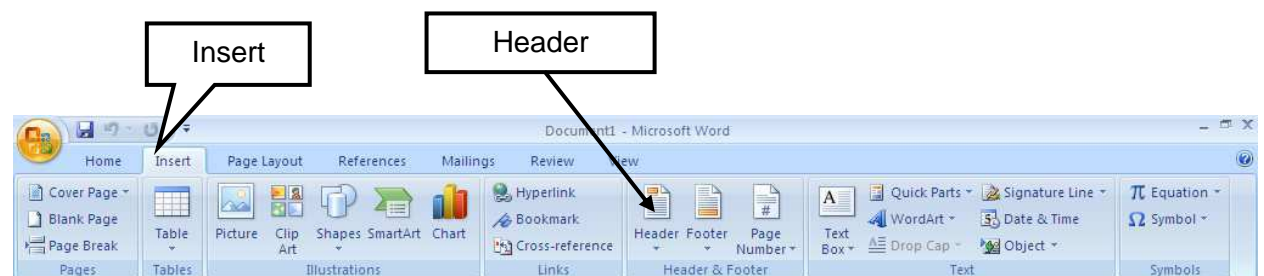 Insert
Header
Document1 - Microsoft Word
Home Insert Page Layout References Mailings Review View
Cover Page
Blank Page
Page Break
Pages
Table
Tables
Picture Clip Art Shapes SmartArt Chart
Illustrations
Hyperlink
Bookmark
Cross-reference
Links
Header Footer Page Number
#
Header & Footer
A
Text Box
Quick Parts
WordArt
Drop Cap
Signature Line
Date & Time
Object
Text
π Equation
Ω Symbol
Symbols